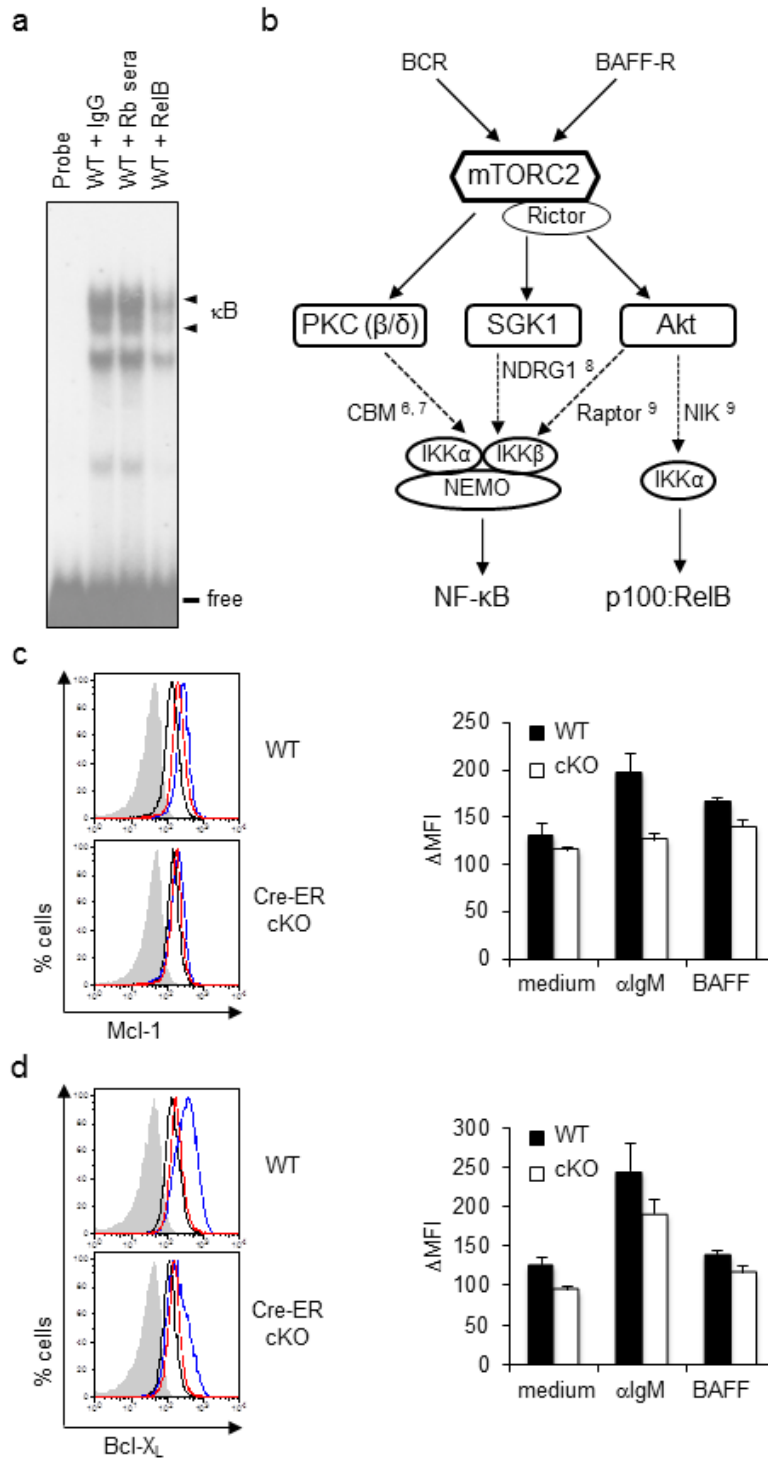 a
Probe
WT + IgG
WT + Rb sera
WT + RelB
κB
free
b
BCR
BAFF-R
mTORC2
Rictor
PKC (β/δ)
SGK1
Akt
NDRG1 8
CBM 6, 7
Raptor 9
NIK 9
IKKα
IKKβ
NEMO
IKKα
NF-κB
p100:RelB
c
% cells
WT
Cre-ER
cKO
Mcl-1
ΔMFI
250
200
150
100
50
0
WT
cKO
medium
αIgM
BAFF
d
% cells
WT
Cre-ER
cKO
Bcl-XL
ΔMFI
300
250
200
150
100
50
0
WT
cKO
medium
αIgM
BAFF